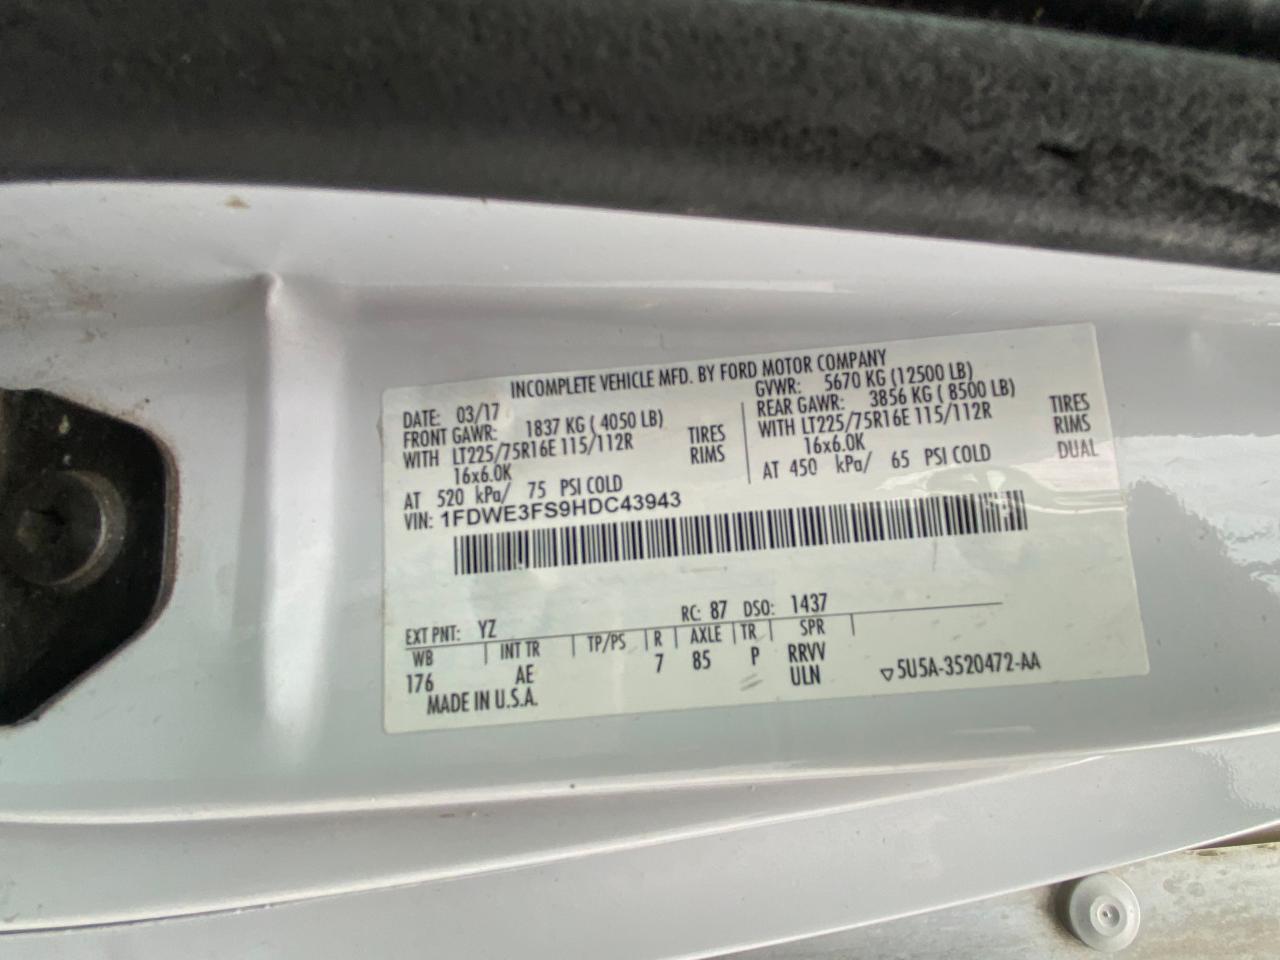 INCOMPLETE VEHICLE MFD. BY FORD MOTOR COMPANY
DATE: 03/17 GVWR: 5670 KG (12500 LB)
FRONT GAWR: 1837 KG ( 4050 LB) REAR GAWR: 3856 KG ( 8500 LB)
WITH LT225/75R16E 115/112R TIRES WITH LT225/75R16E 115/112R TIRES
16x6.0K RIMS 16x6.0K RIMS
AT 520 kPa/ 75 PSI COLD AT 450 kPa/ 65 PSI COLD DUAL
VIN: 1FDWE3FS9HDC43943
EXT PNT: YZ RC: 87 DSO: 1437
WB INT TR TP/PS R AXLE TR SPR
176 AE 7 85 P RRVV
ULN
MADE IN U.S.A. 5U5A-3520472-AA